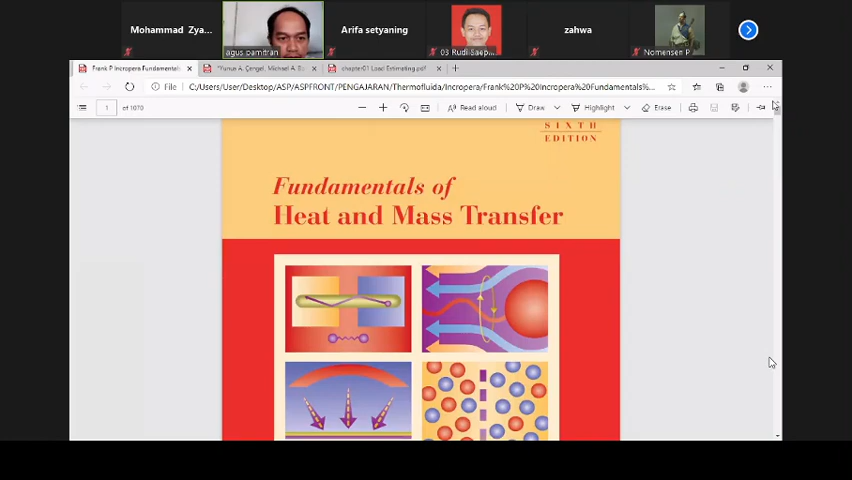 Mohammad Zya...
agus.pamitran
Arifa setyaning
03 Rudi Saep...
zahwa
Nomensen P
Frank P Incropera Fundamentals
"Yunus A. Çengel, Michael A. B
chapter01 Load Estimating.pdf
File
C:/Users/User/Desktop/ASP/ASPFRONT/PENGAJARAN/Thermofluida/Incropera/Frank%20P%20Incropera%20Fundamentals%...
1 of 1070
Read aloud
Draw
Highlight
Erase
SIXTH
EDITION
Fundamentals of
Heat and Mass Transfer